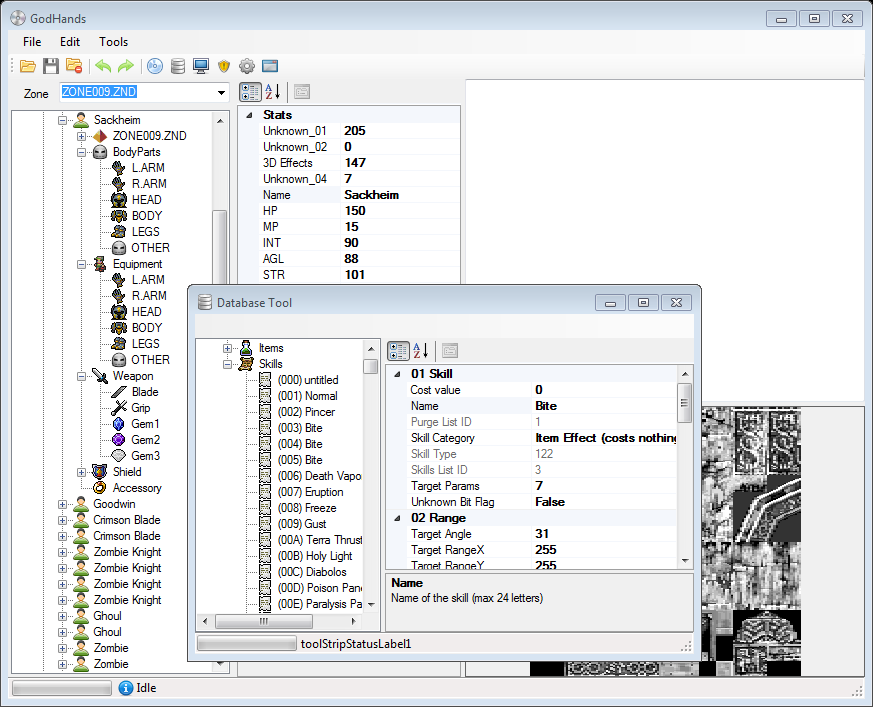 GodHands
File Edit Tools
Zone ZONE009.ZND
Sackheim
ZONE009.ZND
BodyParts
L.ARM
R.ARM
HEAD
BODY
LEGS
OTHER
Equipment
L.ARM
R.ARM
HEAD
BODY
LEGS
OTHER
Weapon
Blade
Grip
Gem1
Gem2
Gem3
Shield
Accessory
Goodwin
Crimson Blade
Crimson Blade
Zombie Knight
Zombie Knight
Zombie Knight
Zombie Knight
Ghoul
Ghoul
Zombie
Zombie
Stats
Unknown_01 205
Unknown_02 0
3D Effects 147
Unknown_04 7
Name Sackheim
HP 150
MP 15
INT 90
AGL 88
STR 101
Database Tool
Items
Skills
(000) untitled
(001) Normal
(002) Pincer
(003) Bite
(004) Bite
(005) Bite
(006) Death Vapo
(007) Eruption
(008) Freeze
(009) Gust
(00A) Terra Thrust
(00B) Holy Light
(00C) Diabolos
(00D) Poison Pan
(00E) Paralysis Pa
01 Skill
Cost value 0
Name Bite
Purge List ID 1
Skill Category Item Effect (costs nothing
Skill Type 122
Skills List ID 3
Target Params 7
Unknown Bit Flag False
02 Range
Target Angle 31
Target RangeX 255
Target RangeY 255
Name
Name of the skill (max 24 letters)
toolStripStatusLabel1
Idle